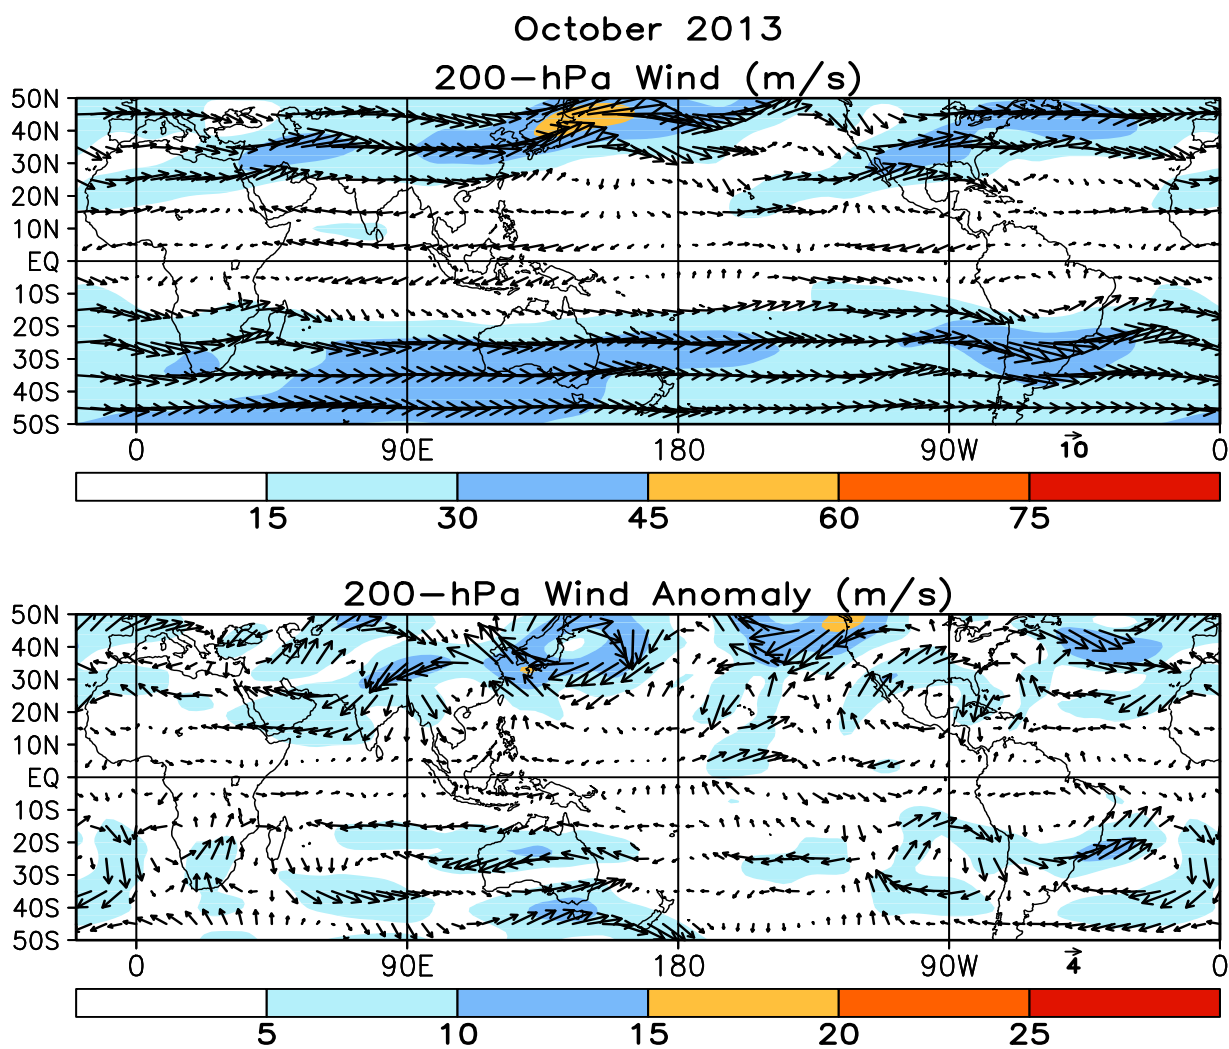 October 2013
200-hPa Wind (m/s)
50N
40N
30N
20N
10N
EQ
10S
20S
30S
40S
50S
0 90E 180 90W 0
10
15 30 45 60 75
200-hPa Wind Anomaly (m/s)
50N
40N
30N
20N
10N
EQ
10S
20S
30S
40S
50S
0 90E 180 90W 0
4
5 10 15 20 25